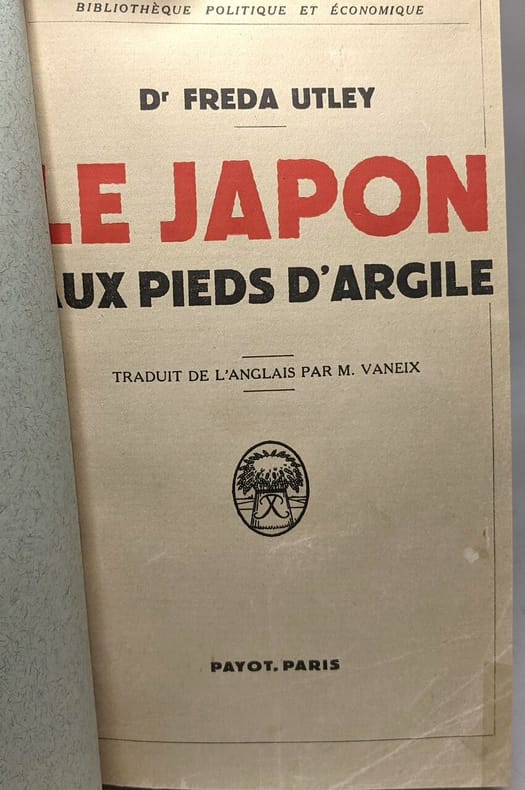 BIBLIOTHÈQUE POLITIQUE ET ÉCONOMIQUE
Dr FREDA UTLEY
LE JAPON
AUX PIEDS D'ARGILE
TRADUIT DE L'ANGLAIS PAR M. VANEIX
PAYOT, PARIS